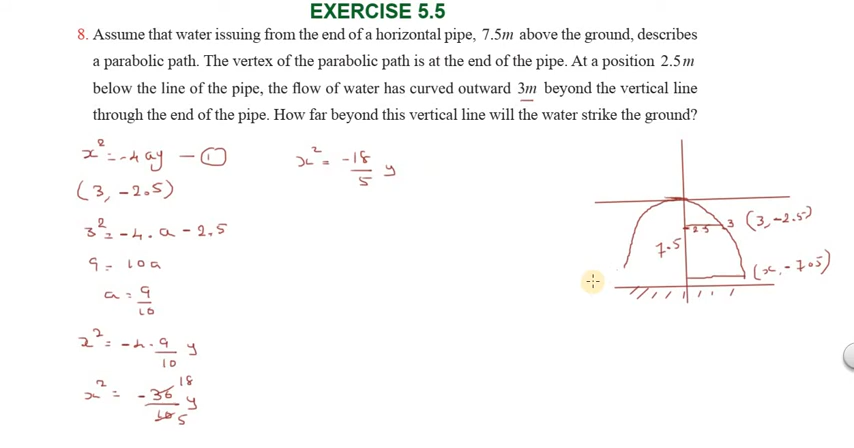 EXERCISE 5.5
8. Assume that water issuing from the end of a horizontal pipe, 7.5m above the ground, describes
a parabolic path. The vertex of the parabolic path is at the end of the pipe. At a position 2.5m
below the line of the pipe, the flow of water has curved outward 3m beyond the vertical line
through the end of the pipe. How far beyond this vertical line will the water strike the ground?
x² = -4ay — ①
(3, -2.5)
3² = -4. a - 2.5
9 = 10a
a = 9/10
x² = -4. 9/10 y
x² = -36/10 y 18 5
x² = -18/5 y
-2.5 3 (3, -2.5)
7.5
(x, -7.5)